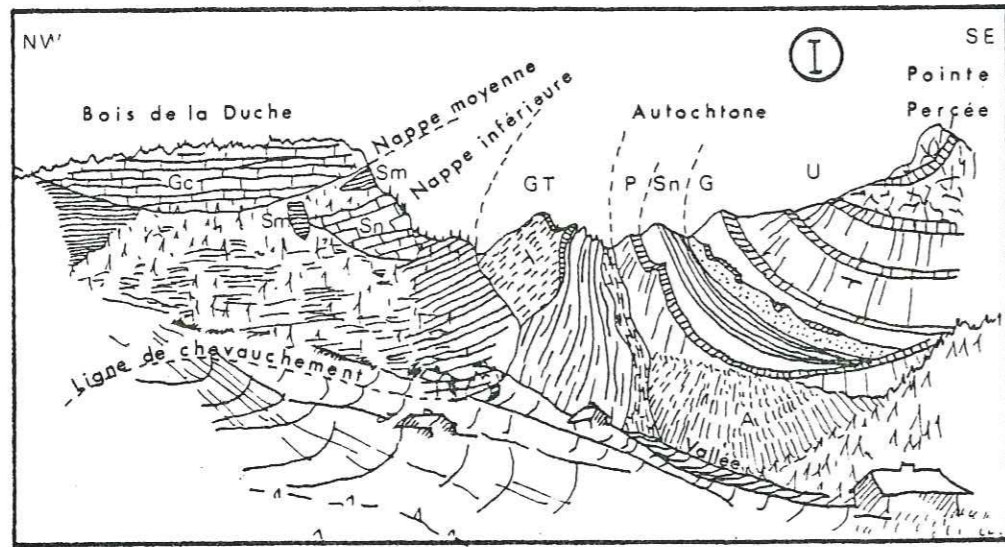 NW
SE
I
Pointe
Percée
Bois de la Duche
Nappe moyenne
Nappe inférieure
Autochtone
Gc
Sm
GT
P
Sn
G
U
Sm
Sn
A
Vallée
Ligne de chevauchement